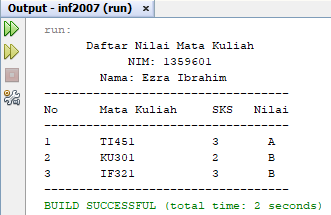 Output - inf2007 (run) ×
run:
Daftar Nilai Mata Kuliah
NIM: 1359601
Nama: Ezra Ibrahim
-----------------------------------
No Mata Kuliah SKS Nilai
-----------------------------------
1 TI451 3 A
2 KU301 2 B
3 IF321 3 B
-----------------------------------
BUILD SUCCESSFUL (total time: 2 seconds)